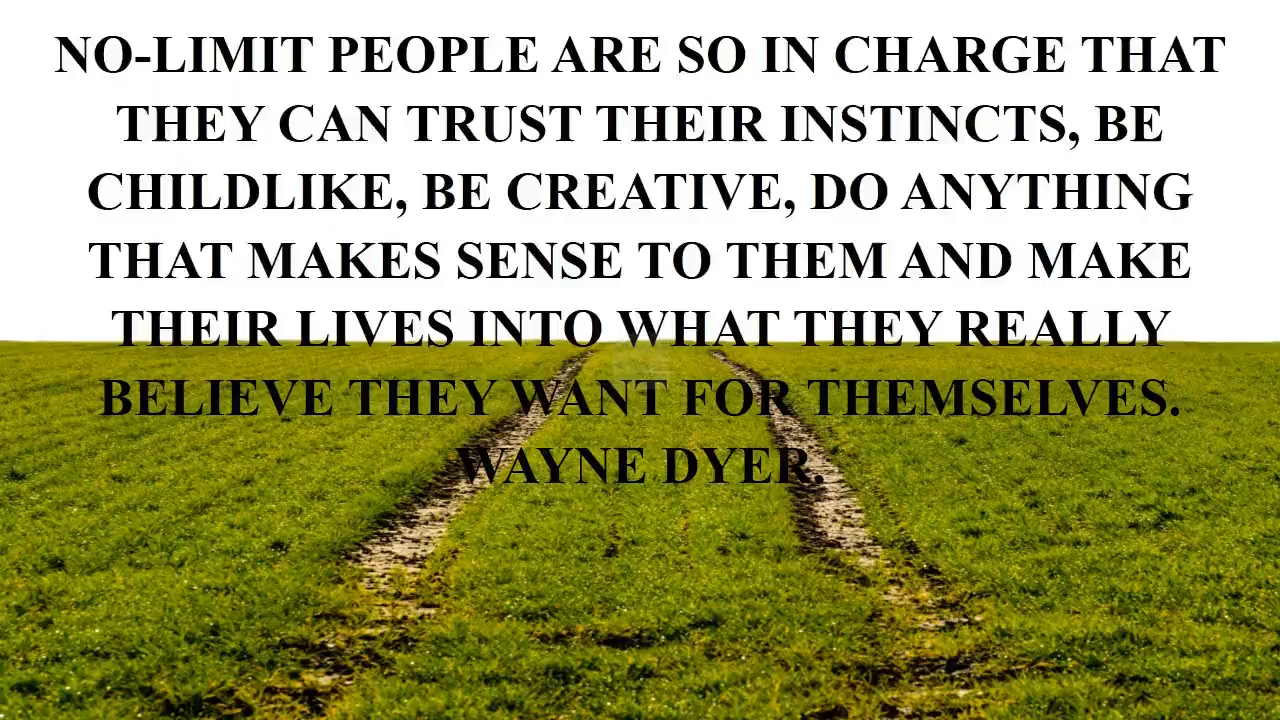 NO-LIMIT PEOPLE ARE SO IN CHARGE THAT
THEY CAN TRUST THEIR INSTINCTS, BE
CHILDLIKE, BE CREATIVE, DO ANYTHING
THAT MAKES SENSE TO THEM AND MAKE
THEIR LIVES INTO WHAT THEY REALLY
BELIEVE THEY WANT FOR THEMSELVES.
WAYNE DYER.